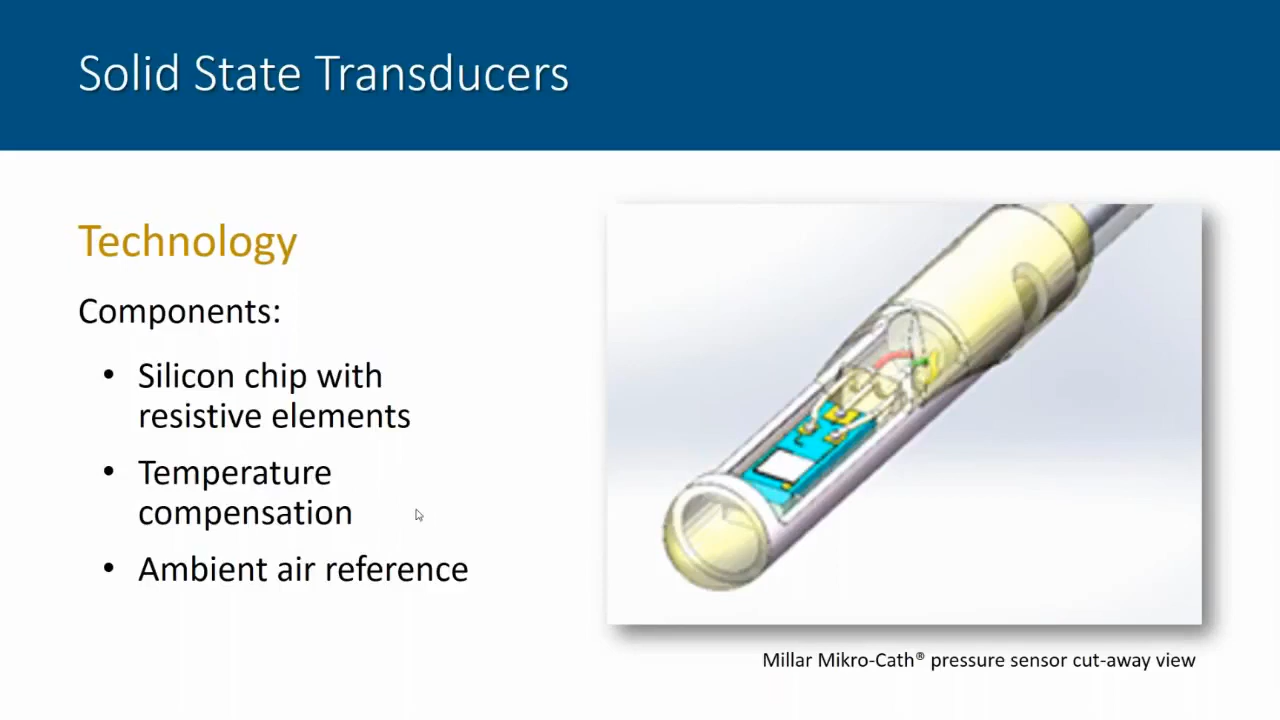 Solid State Transducers
Technology
Components:
• Silicon chip with
resistive elements
• Temperature
compensation
• Ambient air reference
Millar Mikro-Cath® pressure sensor cut-away view